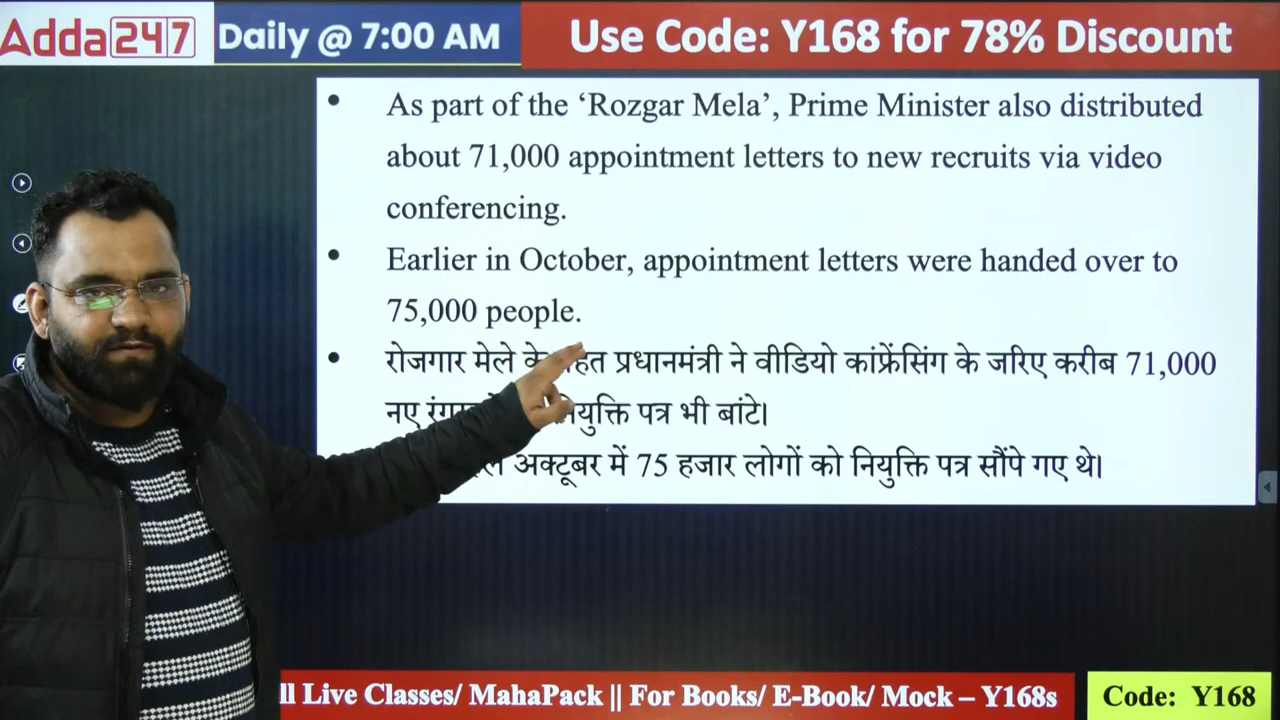 Adda247
Daily @ 7:00 AM
Use Code: Y168 for 78% Discount
• As part of the ‘Rozgar Mela’, Prime Minister also distributed
about 71,000 appointment letters to new recruits via video
conferencing.
• Earlier in October, appointment letters were handed over to
75,000 people.
• रोजगार मेले के प्रधानमंत्री ने वीडियो कांफ्रेंसिंग के जरिए करीब 71,000
नए पत्र भी बांटे।
अक्टूबर में 75 हजार लोगों को नियुक्ति पत्र सौंपे गए थे।
Live Classes/ MahaPack || For Books/ E-Book/ Mock – Y168s
Code: Y168